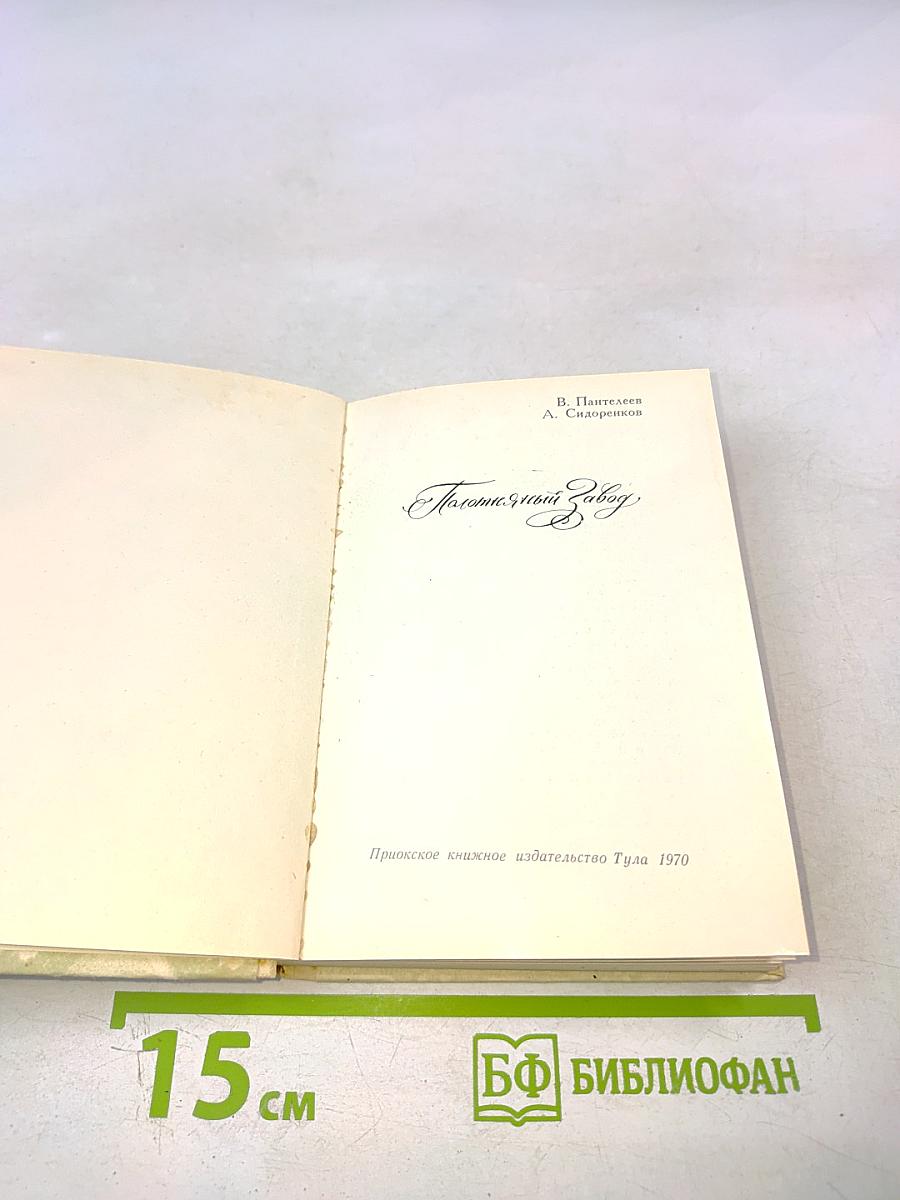 В. Пантелеев
А. Сидоренков
Полотняный Завод
Приокское книжное издательство Тула 1970
15 см
БФ БИБЛИОФАН